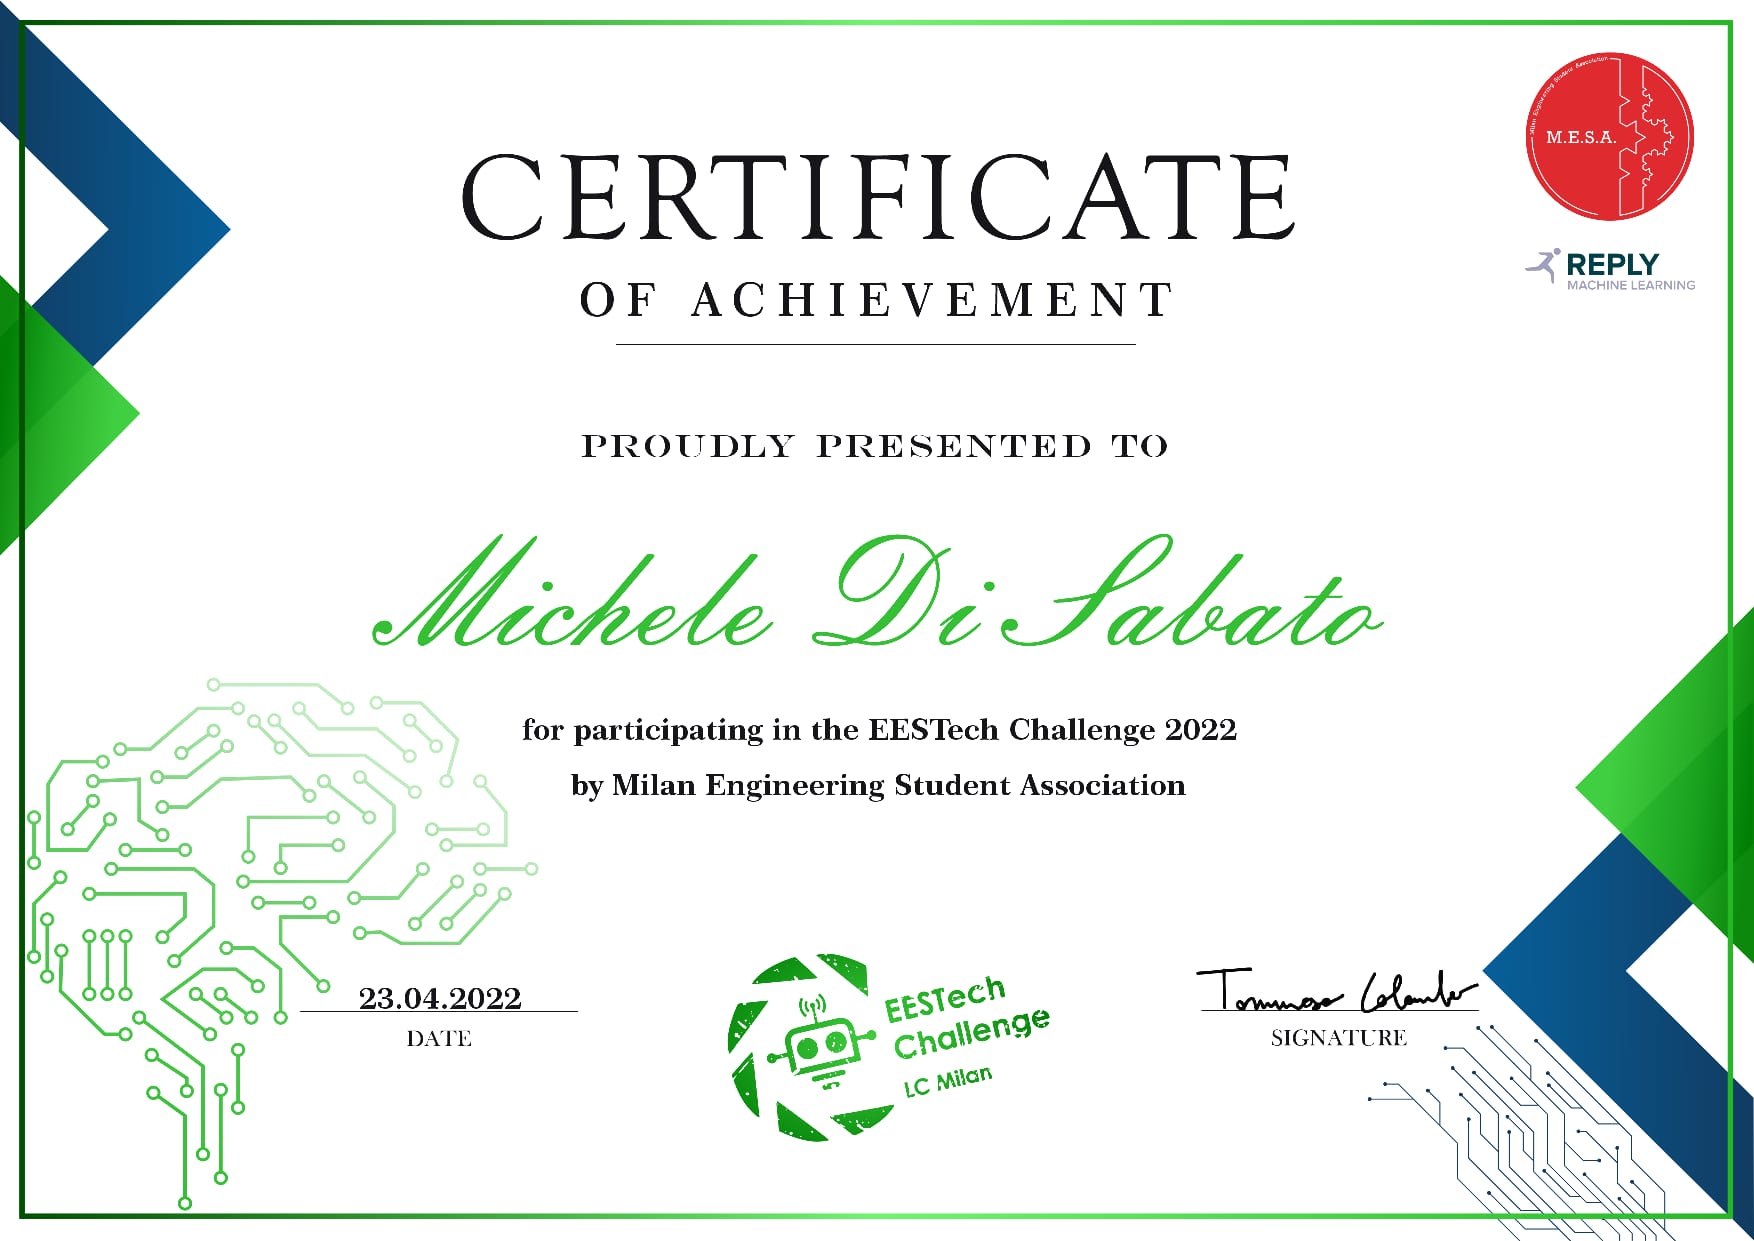 Milan Engineering Student Association
M.E.S.A.
REPLY
MACHINE LEARNING
CERTIFICATE
OF ACHIEVEMENT
PROUDLY PRESENTED TO
Michele Di Sabato
for participating in the EESTech Challenge 2022
by Milan Engineering Student Association
23.04.2022
DATE
EESTech
Challenge
LC Milan
Tommaso Colombo
SIGNATURE